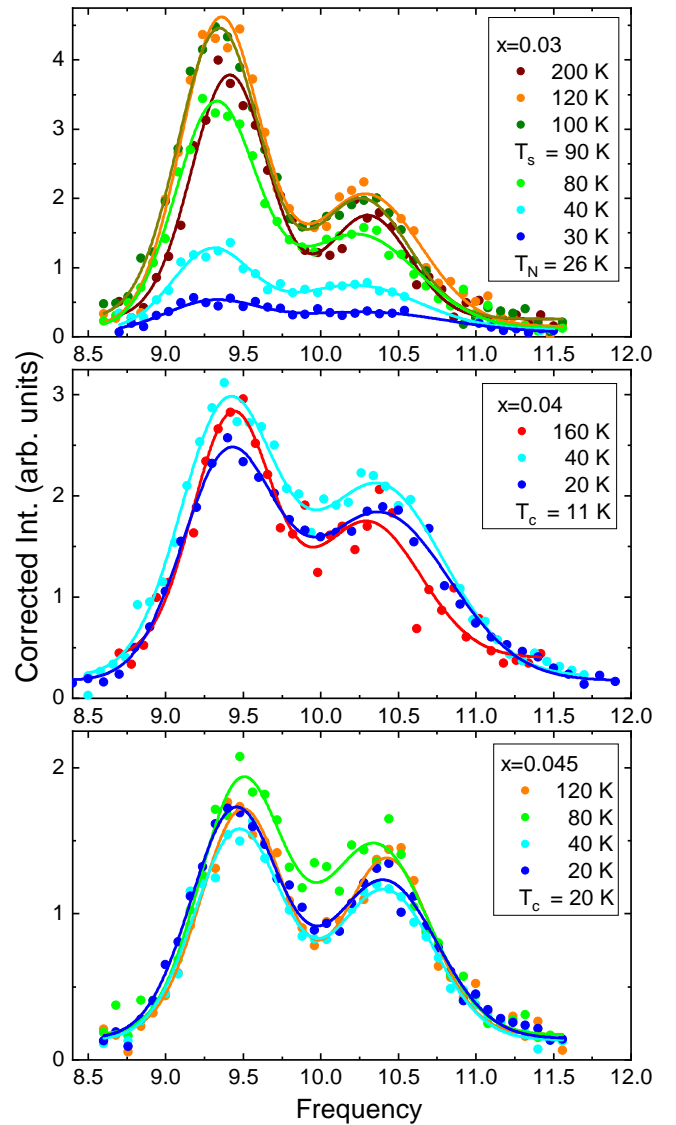 4
3
2
1
0
8.5 9.0 9.5 10.0 10.5 11.0 11.5 12.0
x=0.03
200 K
120 K
100 K
T_s = 90 K
80 K
40 K
30 K
T_N = 26 K
Corrected Int. (arb. units)
3
2
1
0
8.5 9.0 9.5 10.0 10.5 11.0 11.5 12.0
x=0.04
160 K
40 K
20 K
T_c = 11 K
2
1
0
8.5 9.0 9.5 10.0 10.5 11.0 11.5 12.0
x=0.045
120 K
80 K
40 K
20 K
T_c = 20 K
Frequency